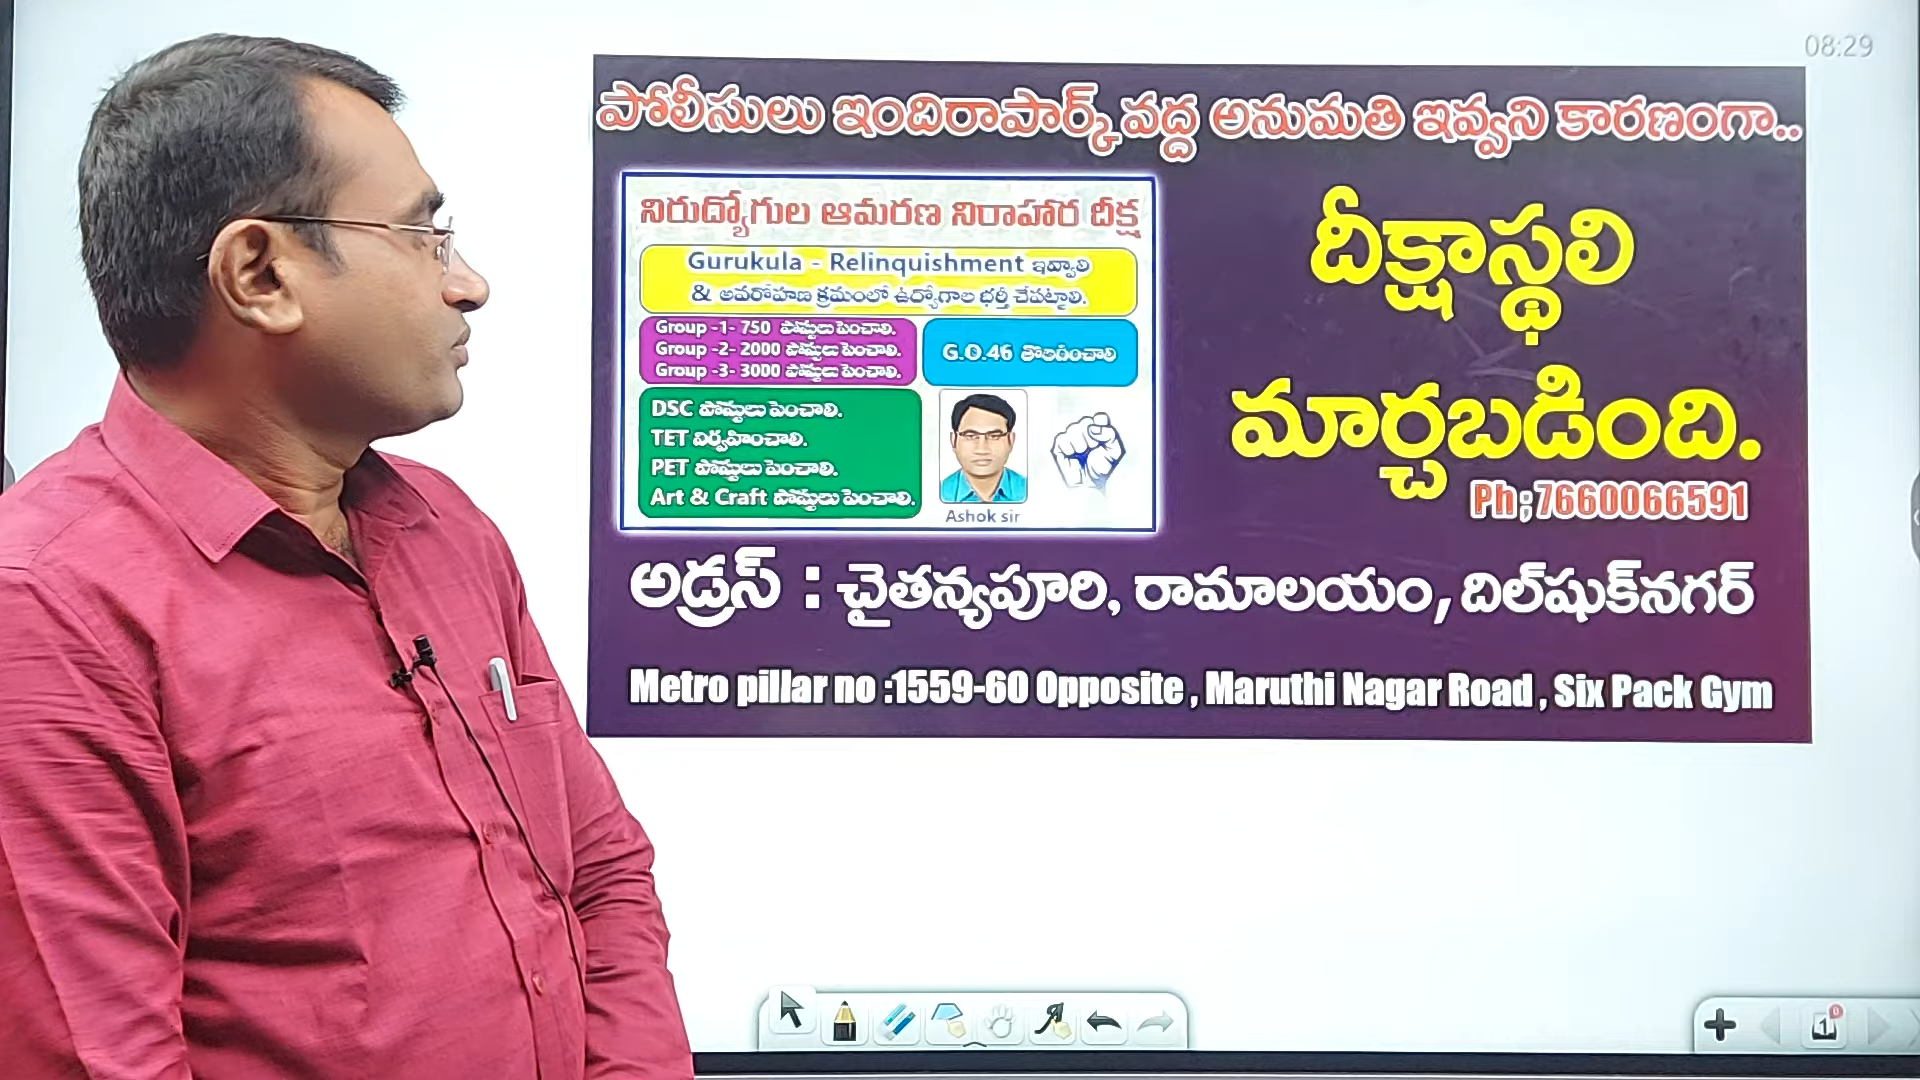 08:29
పోలీసులు ఇందిరాపార్క్ వద్ద అనుమతి ఇవ్వని కారణంగా..
నిరుద్యోగుల ఆమరణ నిరాహార దీక్ష
Gurukula - Relinquishment ఇవ్వాలి
& అవరోహణ క్రమంలో ఉద్యోగాల భర్తీ చేపట్టాలి.
Group -1- 750 పోస్టులు పెంచాలి.
Group -2- 2000 పోస్టులు పెంచాలి.
Group -3- 3000 పోస్టులు పెంచాలి.
G.O.46 తొలగించాలి
DSC పోస్టులు పెంచాలి.
TET నిర్వహించాలి.
PET పోస్టులు పెంచాలి.
Art & Craft పోస్టులు పెంచాలి.
Ashok sir
దీక్షాస్థలి
మార్చబడింది.
Ph ; 7660066591
అడ్రస్ : చైతన్యపూరి, రామాలయం, దిల్‌షుక్‌నగర్
Metro pillar no :1559-60 Opposite , Maruthi Nagar Road , Six Pack Gym
1
0